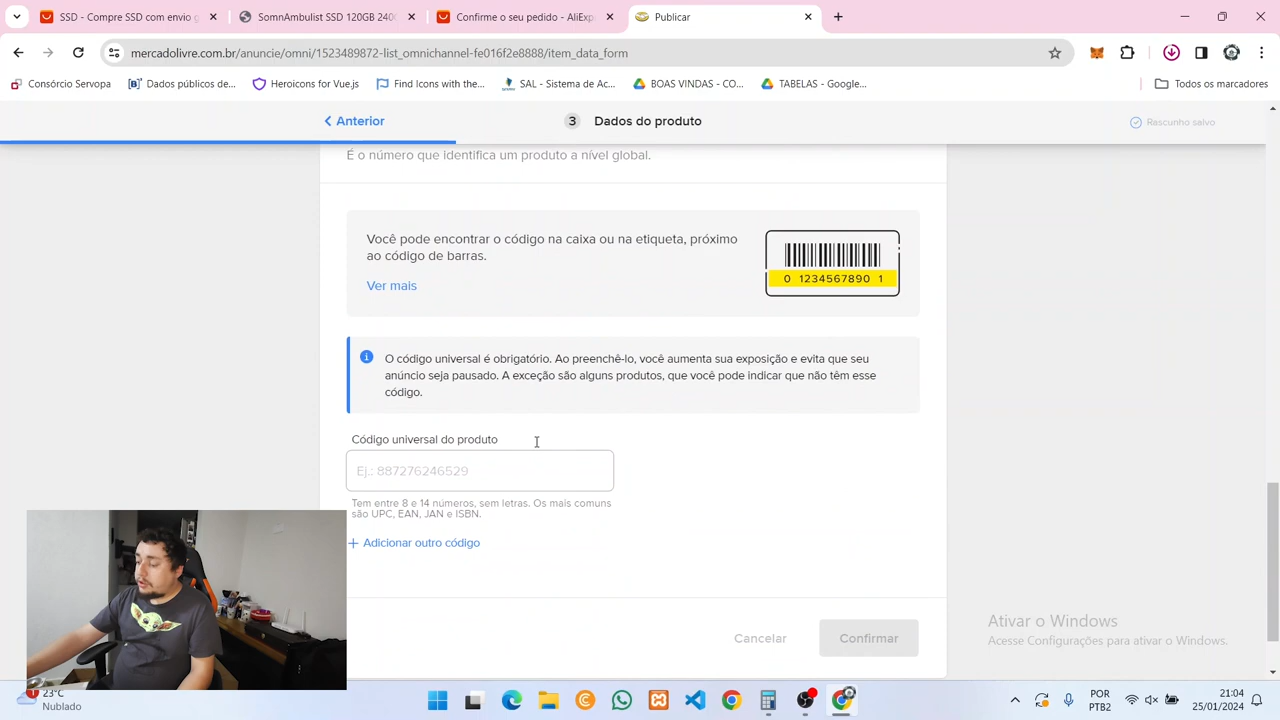 SSD - Compre SSD com envio g
SomnAmbulist SSD 120GB 240G
Confirme o seu pedido - AliExp
Publicar
mercadolivre.com.br/anuncie/omni/1523489872-list_omnichannel-fe016f2e8888/item_data_form
Consórcio Servopa
Dados públicos de...
Heroicons for Vue.js
Find Icons with the...
SAL - Sistema de Ac...
BOAS VINDAS - CO...
TABELAS - Google...
Todos os marcadores
Anterior
3 Dados do produto
Rascunho salvo
É o número que identifica um produto a nível global.
Você pode encontrar o código na caixa ou na etiqueta, próximo
ao código de barras.
Ver mais
0 1234567890 1
O código universal é obrigatório. Ao preenchê-lo, você aumenta sua exposição e evita que seu
anúncio seja pausado. A exceção são alguns produtos, que você pode indicar que não têm esse
código.
Código universal do produto
Ej.: 887276246529
Tem entre 8 e 14 números, sem letras. Os mais comuns
são UPC, EAN, JAN e ISBN.
+ Adicionar outro código
Cancelar
Confirmar
Ativar o Windows
Acesse Configurações para ativar o Windows.
23°C
Nublado
POR
PTB2
21:04
25/01/2024